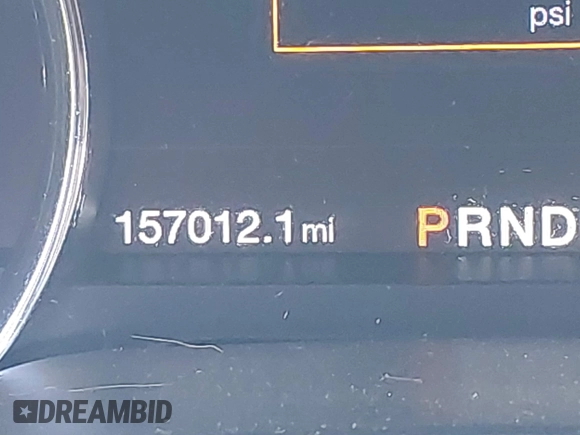 psi
157012.1 mi PRND
DREAMBID